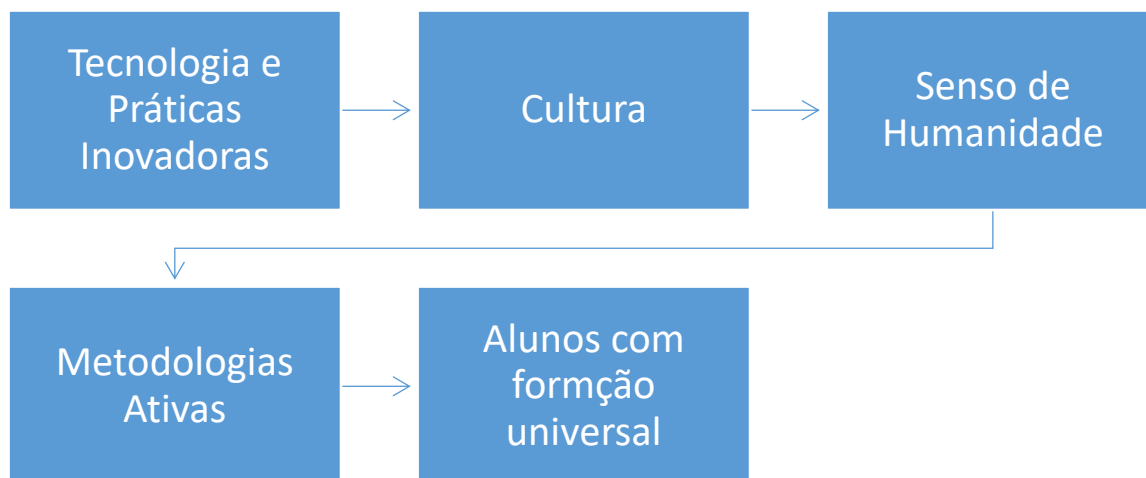 Tecnologia e
Práticas
Inovadoras
Cultura
Senso de
Humanidade
Metodologias
Ativas
Alunos com
formção
universal